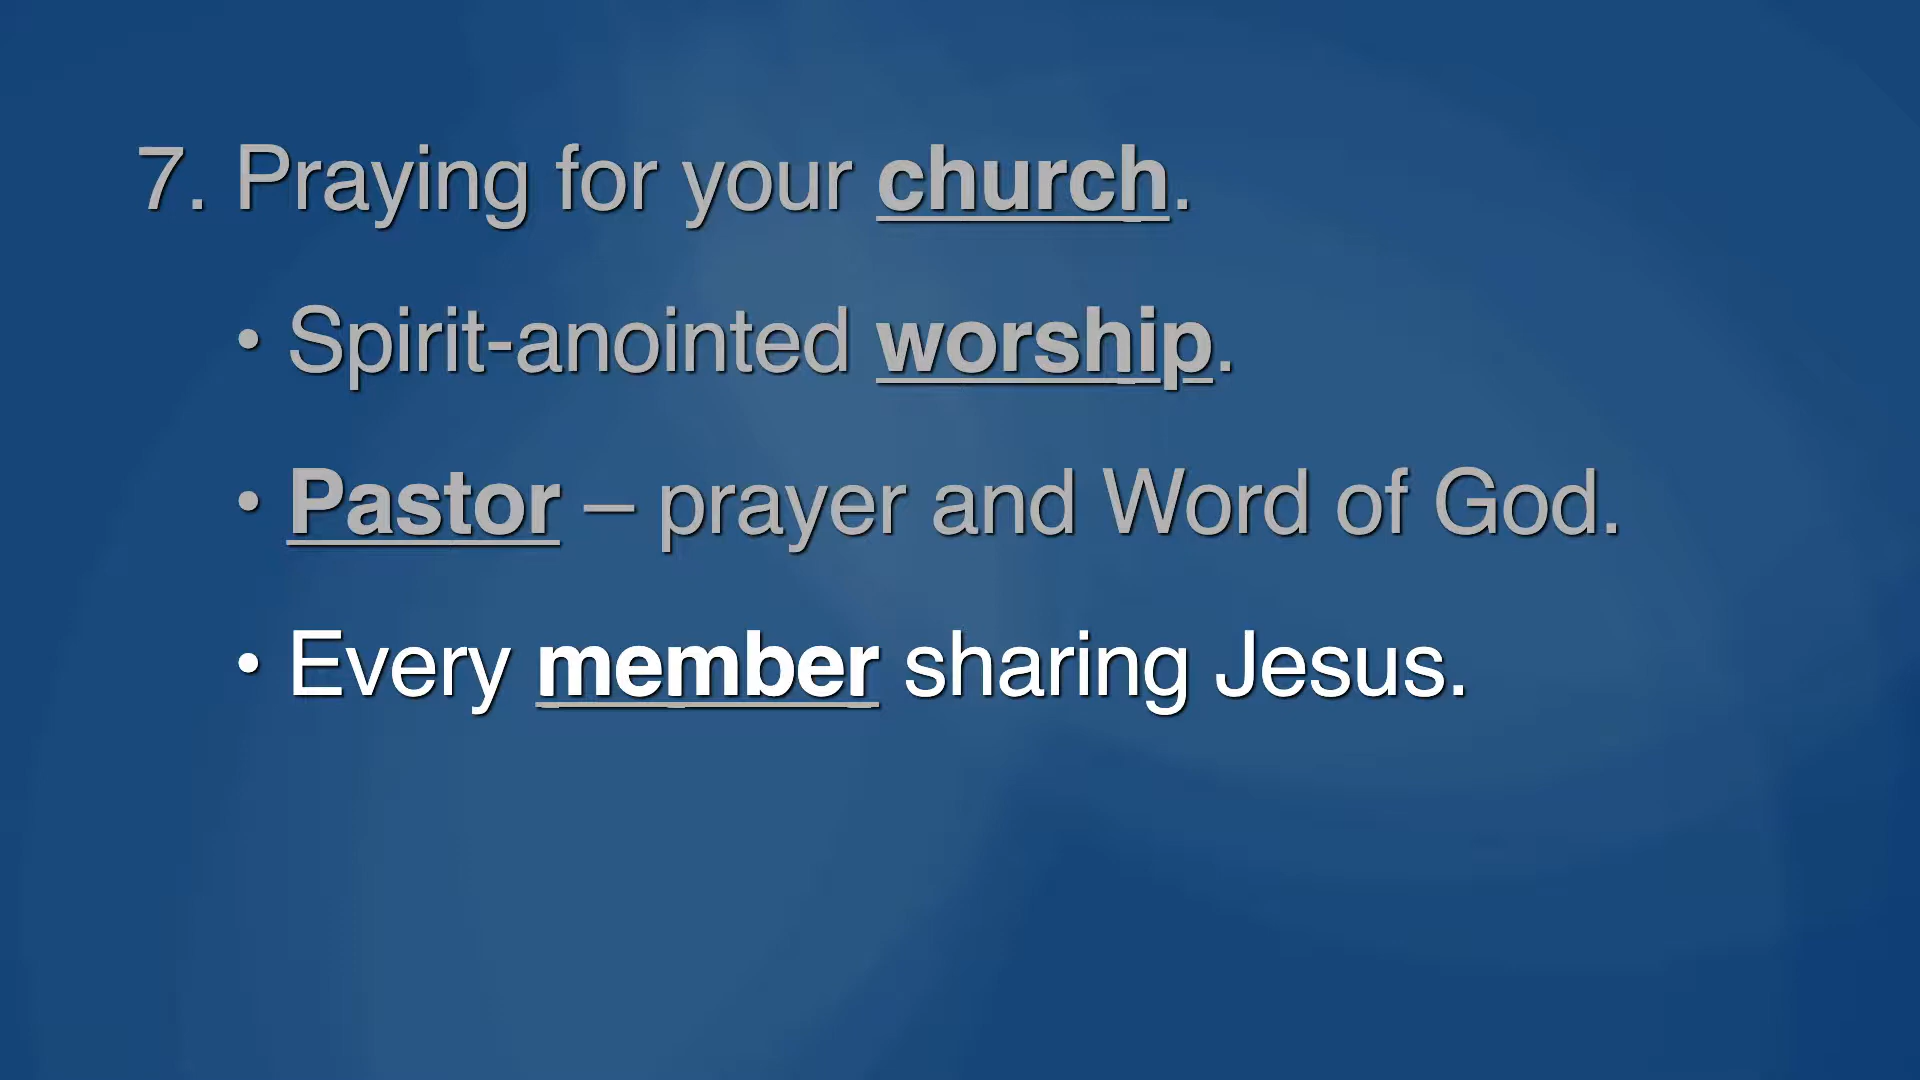 7. Praying for your church.
• Spirit-anointed worship.
• Pastor – prayer and Word of God.
• Every member sharing Jesus.